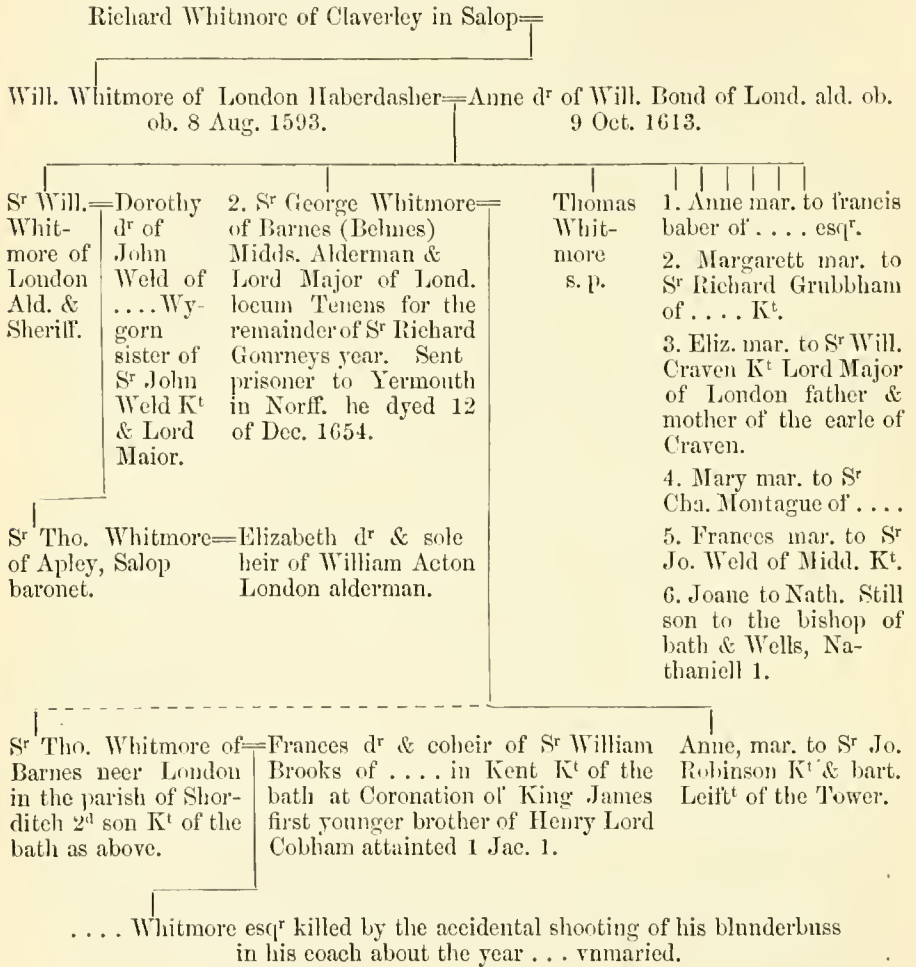 Richard Whitmore of Claverley in Salop=
Will. Whitmore of London Haberdasher=Anne dʳ of Will. Bond of Lond. ald. ob.
ob. 8 Aug. 1593.
9 Oct. 1613.
Sʳ Will.
Whit-
more of
London
Ald. &
Sheriff.
=Dorothy
dʳ of
John
Weld of
. . . . Wy-
gorn
sister of
Sʳ John
Weld Kᵗ
& Lord
Maior.
2. Sʳ George Whitmore=
of Barnes (Belmes)
Midds. Alderman &
Lord Major of Lond.
locum Tenens for the
remainder of Sʳ Richard
Gourneys year. Sent
prisoner to Yermouth
in Norff. he dyed 12
of Dec. 1654.
Thomas
Whit-
more
s. p.
1. Anne mar. to francis
baber of . . . . esqʳ.
2. Margarett mar. to
Sʳ Richard Grubbham
of . . . . Kᵗ.
3. Eliz. mar. to Sʳ Will.
Craven Kᵗ Lord Major
of London father &
mother of the earle of
Craven.
4. Mary mar. to Sʳ
Cha. Montague of . . . .
5. Frances mar. to Sʳ
Jo. Weld of Midd. Kᵗ.
6. Joane to Nath. Still
son to the bishop of
bath & Wells, Na-
thaniell 1.
Sʳ Tho. Whitmore
of Apley, Salop
baronet.
=Elizabeth dʳ & sole
heir of William Acton
London alderman.
Sʳ Tho. Whitmore of
Barnes neer London
in the parish of Shor-
ditch 2ᵈ son Kᵗ of the
bath as above.
=Frances dʳ & coheir of Sʳ William
Brooks of . . . . in Kent Kᵗ of the
bath at Coronation of King James
first younger brother of Henry Lord
Cobham attainted 1 Jac. 1.
Anne, mar. to Sʳ Jo.
Robinson Kᵗ & bart.
Leifᵗ of the Tower.
. . . . Whitmore esqʳ killed by the accidental shooting of his blunderbuss
in his coach about the year . . . vnmaried.